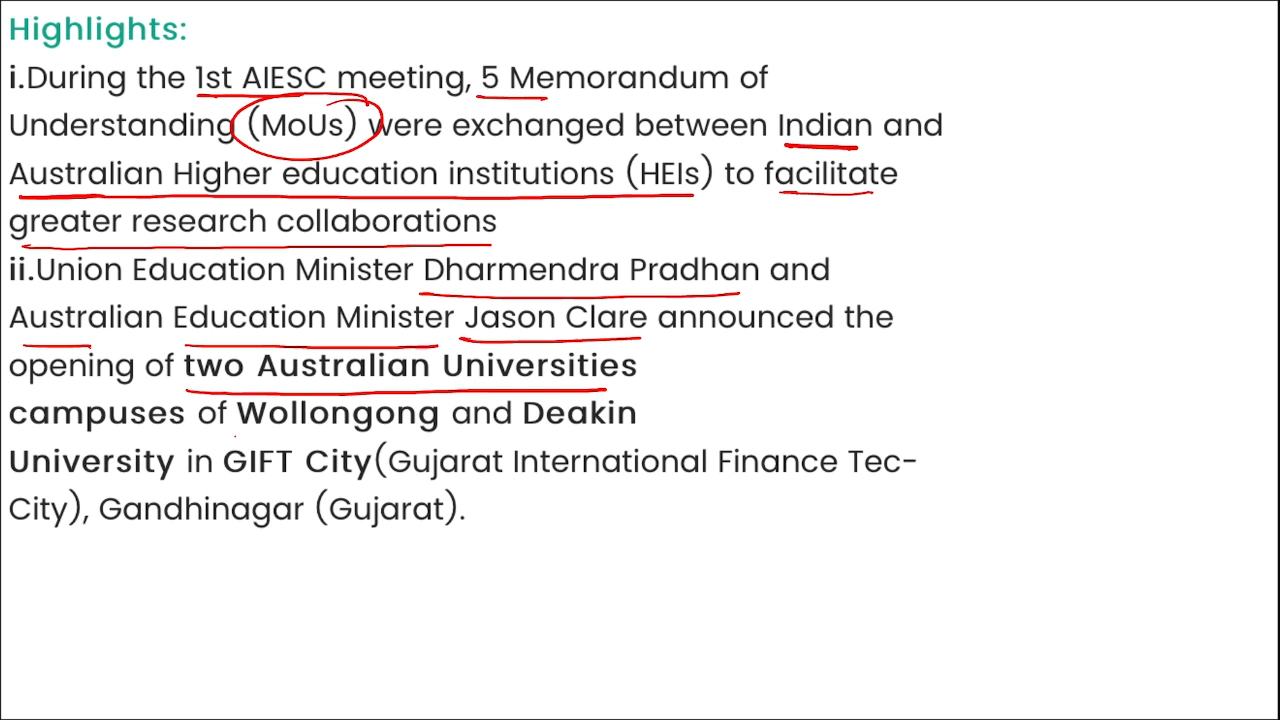 Highlights:
i.During the 1st AIESC meeting, 5 Memorandum of
Understanding (MoUs) were exchanged between Indian and
Australian Higher education institutions (HEIs) to facilitate
greater research collaborations
ii.Union Education Minister Dharmendra Pradhan and
Australian Education Minister Jason Clare announced the
opening of two Australian Universities
campuses of Wollongong and Deakin
University in GIFT City(Gujarat International Finance Tec-
City), Gandhinagar (Gujarat).